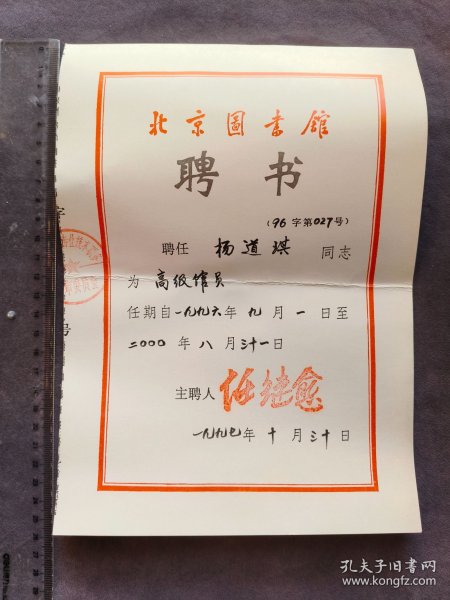 北京圖书館
聘书
（96字第027号）
聘任 杨道琪 同志
为 高级馆员
任期自一九九六年九月一日至
二000年八月三十一日
主聘人 任继愈
一九九七年十月三十日
号
孔夫子旧书网
www.kongfz.com